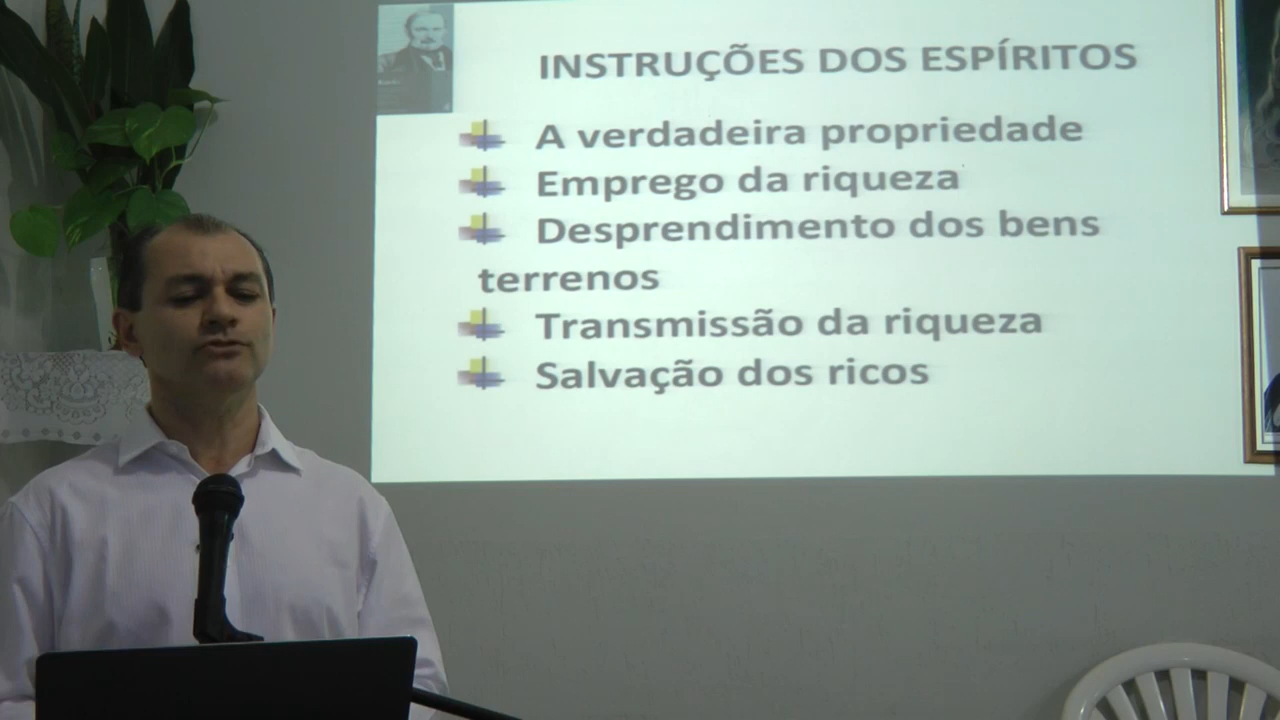 INSTRUÇÕES DOS ESPÍRITOS
A verdadeira propriedade
Emprego da riqueza
Desprendimento dos bens
terrenos
Transmissão da riqueza
Salvação dos ricos